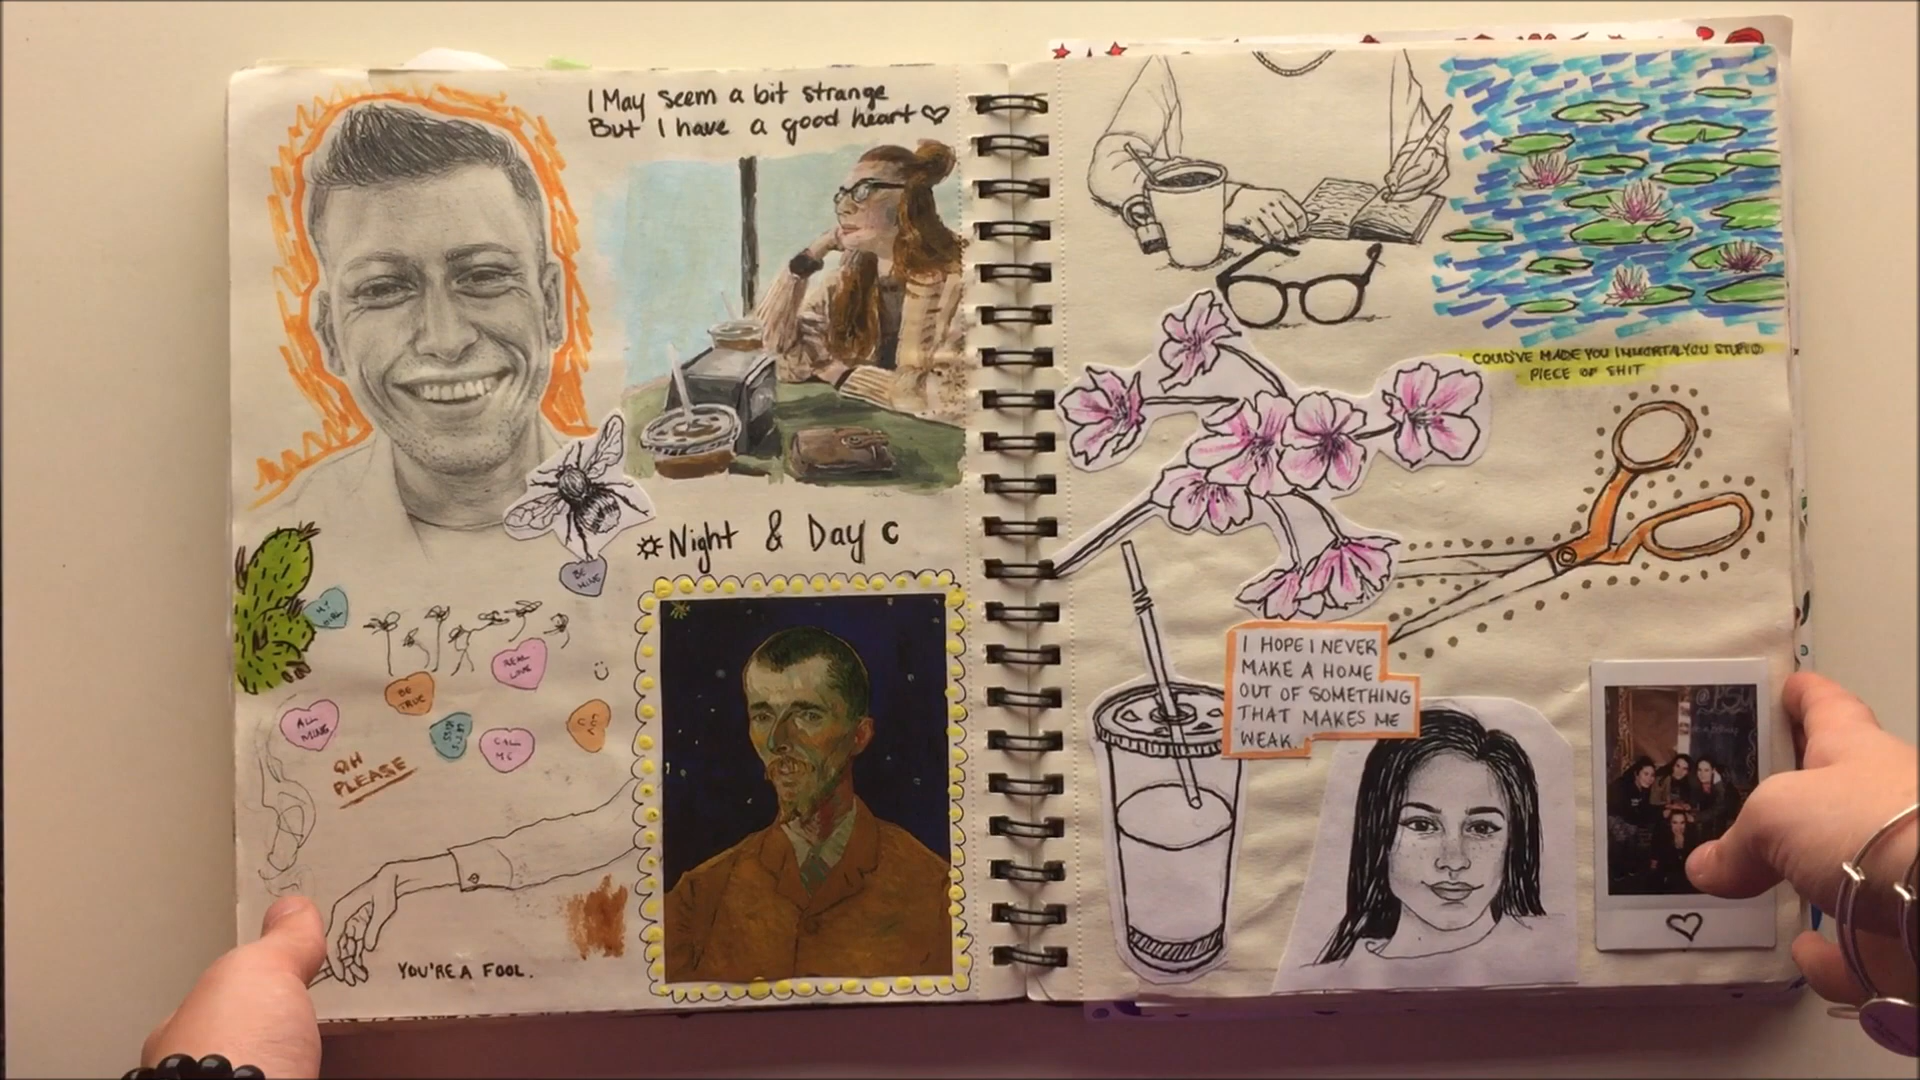 I May seem a bit strange
But I have a good heart
Night & Day
BE
MINE
MY
GIRL
REAL
LOVE
BE
TRUE
ALL
MINE
CALL
ME
OH
PLEASE
YOU'RE A FOOL.
COULD'VE MADE YOU IMMORTAL YOU STUPID
PIECE OF SHIT
I HOPE I NEVER
MAKE A HOME
OUT OF SOMETHING
THAT MAKES ME
WEAK.